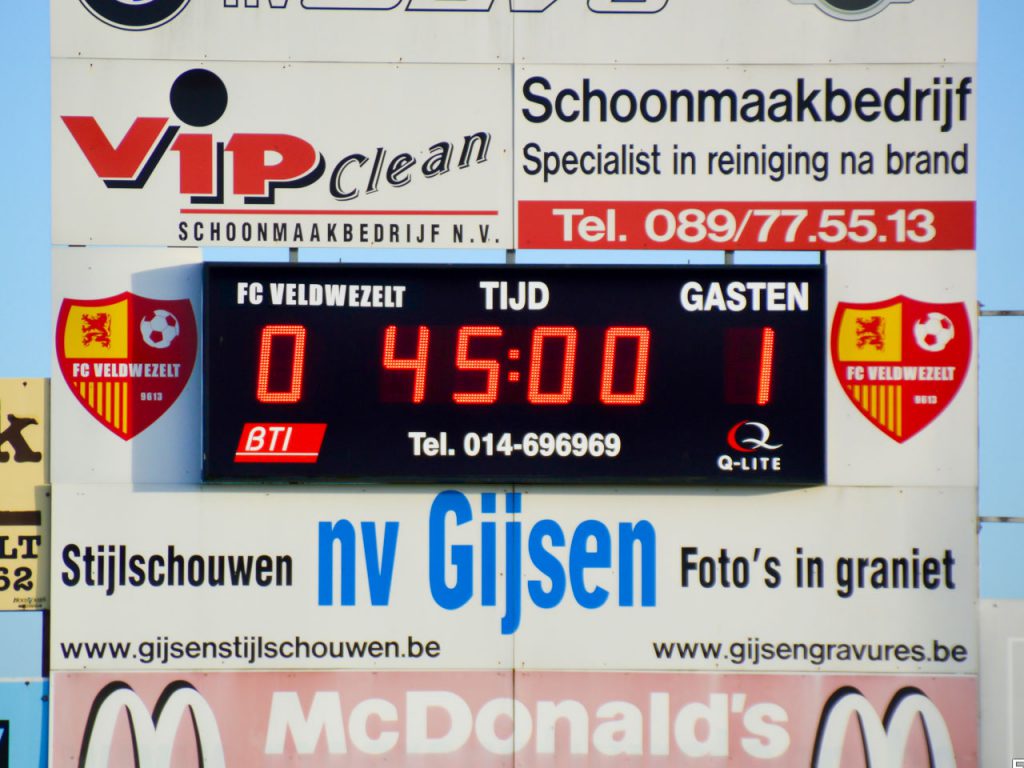 VIP Clean
SCHOONMAAKBEDRIJF N.V.
Schoonmaakbedrijf
Specialist in reiniging na brand
Tel. 089/77.55.13
FC VELDWEZELT TIJD GASTEN
0 45:00 1
BTI Tel. 014-696969 Q-LITE
FC VELDWEZELT
9613
FC VELDWEZELT
9613
Stijlschouwen nv Gijsen Foto's in graniet
www.gijsenstijlschouwen.be www.gijsengravures.be
McDonald's
k
LT
62